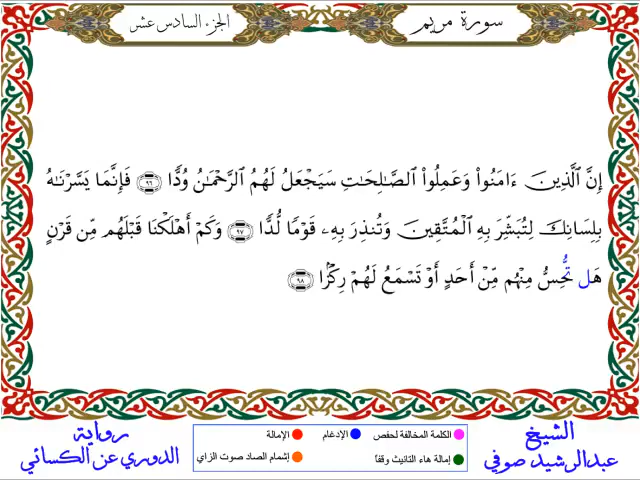 سورة مريم
الجزء السادس عشر
إِنَّ ٱلَّذِينَ ءَامَنُوا۟ وَعَمِلُوا۟ ٱلصَّـٰلِحَـٰتِ سَيَجْعَلُ لَهُمُ ٱلرَّحْمَـٰنُ وُدًّا ٩٦ فَإِنَّمَا يَسَّرْنَـٰهُ
بِلِسَانِكَ لِتُبَشِّرَ بِهِ ٱلْمُتَّقِينَ وَتُنذِرَ بِهِۦ قَوْمًا لُّدًّا ٩٧ وَكَمْ أَهْلَكْنَا قَبْلَهُم مِّن قَرْنٍ
هَل تُّحِسُّ مِنْهُم مِّنْ أَحَدٍ أَوْ تَسْمَعُ لَهُمْ رِكْزًۢا ٩٨
الشيخ
عبدالرشيد صوفي
الكلمة المخالفة لحفص
الإدغام
الإمالة
إمالة هاء التانيث وقفاً
إشمام الصاد صوت الزاي
رواية
الدوري عن الكسائي